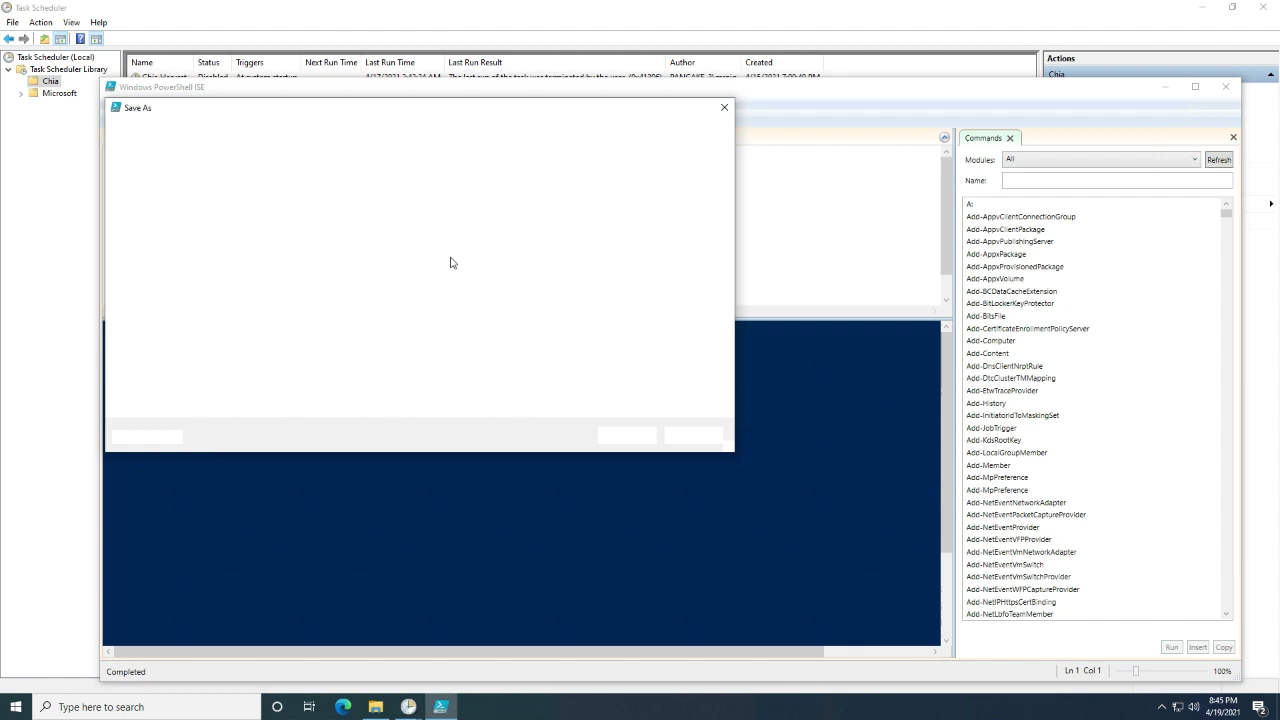 Task Scheduler
File Action View Help
Task Scheduler (Local)
Task Scheduler Library
Chia
Microsoft
Name Status Triggers Next Run Time Last Run Time Last Run Result Author Created
Actions
Chia
Windows PowerShell ISE
Save As
Commands
Modules: All Refresh
Name:
A:
Add-AppvClientConnectionGroup
Add-AppvClientPackage
Add-AppvPublishingServer
Add-AppxPackage
Add-AppxProvisionedPackage
Add-AppxVolume
Add-BCDataCacheExtension
Add-BitLockerKeyProtector
Add-BitsFile
Add-CertificateEnrollmentPolicyServer
Add-Computer
Add-Content
Add-DnsClientNrptRule
Add-DtcClusterTMMapping
Add-EtwTraceProvider
Add-History
Add-InitiatorIdToMaskingSet
Add-JobTrigger
Add-KdsRootKey
Add-LocalGroupMember
Add-Member
Add-MpPreference
Add-MpPreference
Add-NetEventNetworkAdapter
Add-NetEventPacketCaptureProvider
Add-NetEventProvider
Add-NetEventVFPProvider
Add-NetEventVmNetworkAdapter
Add-NetEventVmSwitch
Add-NetEventVmSwitchProvider
Add-NetEventWFPCaptureProvider
Add-NetIPHttpsCertBinding
Add-NetLbfoTeamMember
Run Insert Copy
Completed
Ln 1 Col 1
100%
Type here to search
8:45 PM
4/19/2021
2